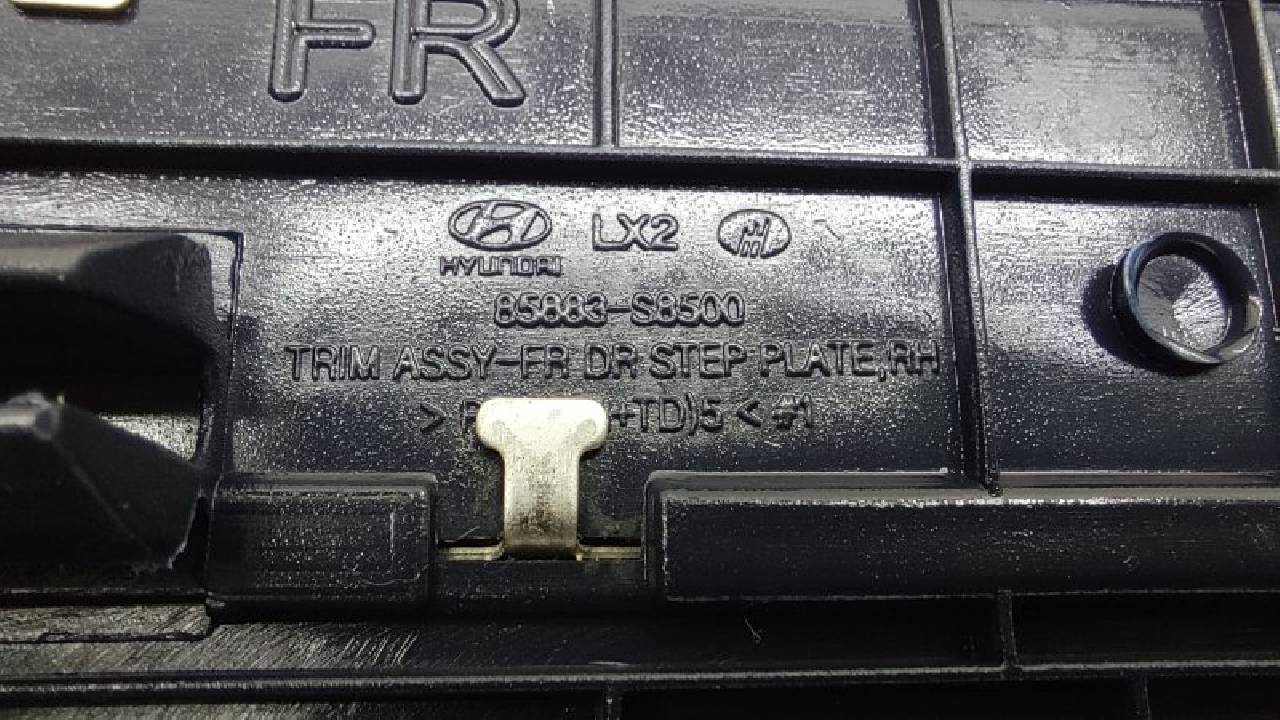 FR
HYUNDAI LX2
85883-S8500
TRIM ASSY-FR DR STEP PLATE,RH
+TD)5 < #1